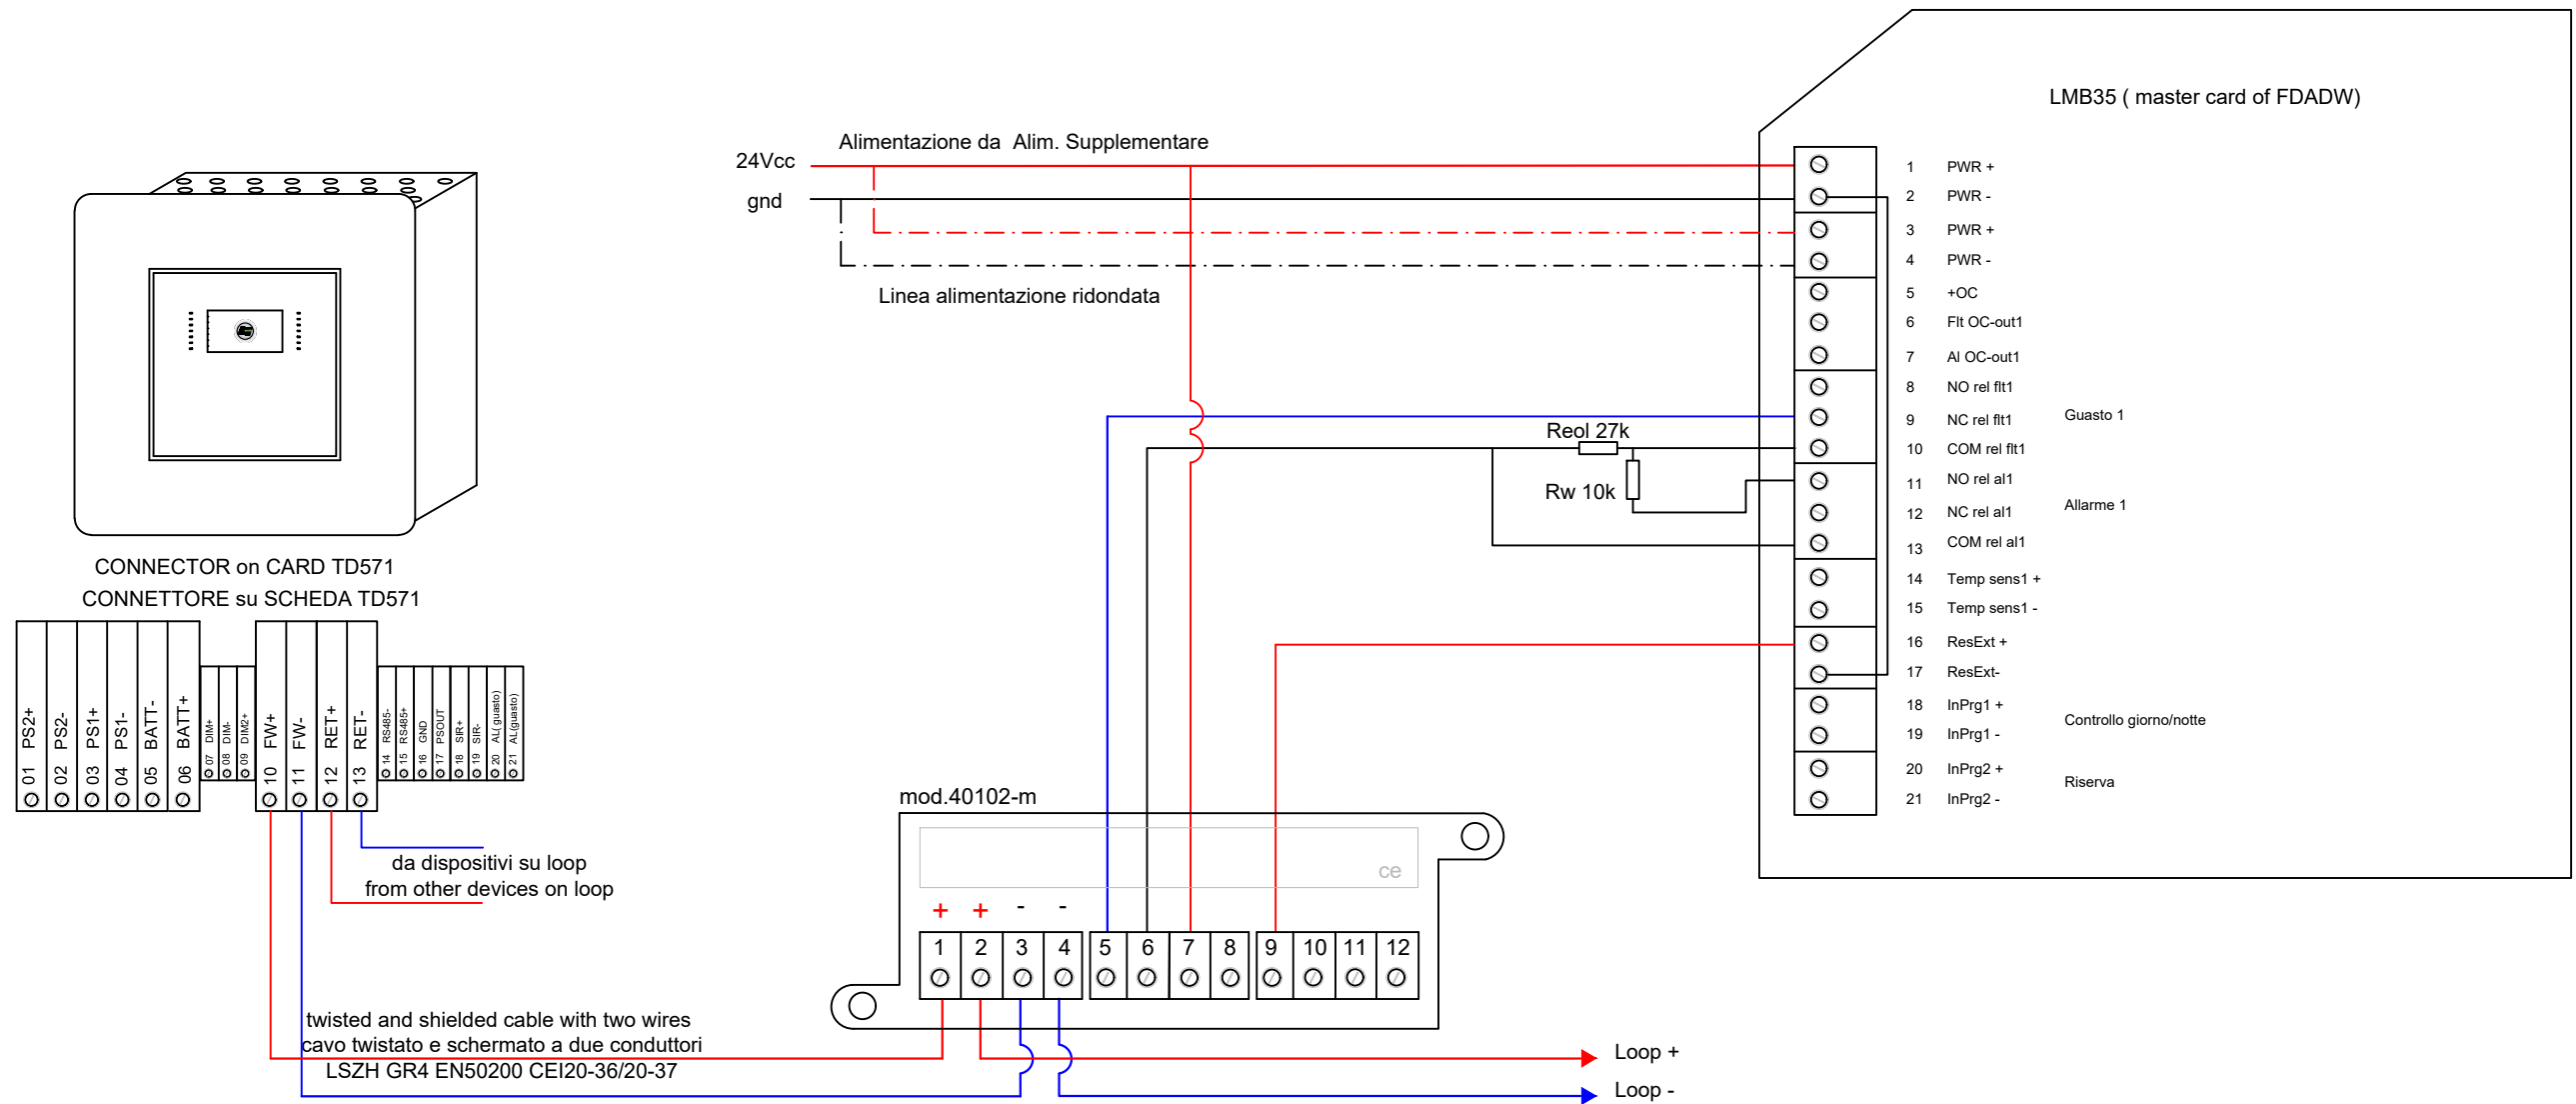 LMB35 ( master card of FDADW)
Alimentazione da  Alim. Supplementare
24Vcc
gnd
Linea alimentazione ridondata
1 PWR +
2 PWR -
3 PWR +
4 PWR -
5 +OC
6 Flt OC-out1
7 Al OC-out1
8 NO rel flt1
9 NC rel flt1
Guasto 1
10 COM rel flt1
11 NO rel al1
12 NC rel al1
Allarme 1
13 COM rel al1
14 Temp sens1 +
15 Temp sens1 -
16 ResExt +
17 ResExt-
18 InPrg1 +
19 InPrg1 -
Controllo giorno/notte
20 InPrg2 +
21 InPrg2 -
Riserva
Reol 27k
Rw 10k
CONNECTOR on CARD TD571
CONNETTORE su SCHEDA TD571
01 PS2+
02 PS2-
03 PS1+
04 PS1-
05 BATT-
06 BATT+
07 DIM+
08 DIM-
09 DIM2+
10 FW+
11 FW-
12 RET+
13 RET-
14 RS485-
15 RS485+
16 GND
17 PSOUT
18 SIR+
19 SIR-
20 AL( guasto)
21 AL(guasto)
da dispositivi su loop
from other devices on loop
mod.40102-m
ce
+ + - -
1 2 3 4 5 6 7 8 9 10 11 12
twisted and shielded cable with two wires
cavo twistato e schermato a due conduttori
LSZH GR4 EN50200 CEI20-36/20-37
Loop +
Loop -